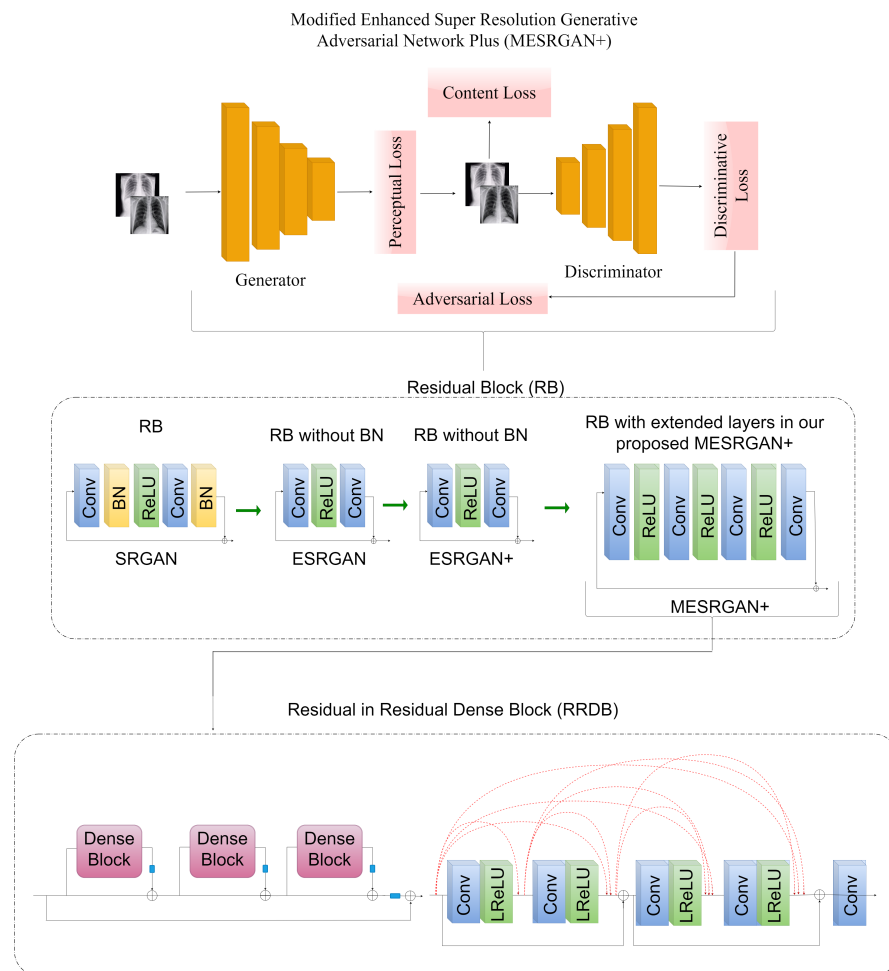 Modified Enhanced Super Resolution Generative
Adversarial Network Plus (MESRGAN+)
Content Loss
Perceptual Loss
Discriminative
Loss
Generator
Discriminator
Adversarial Loss
Residual Block (RB)
RB
RB without BN
RB without BN
RB with extended layers in our
proposed MESRGAN+
Conv
BN
ReLU
Conv
BN
Conv
ReLU
Conv
Conv
ReLU
Conv
Conv
ReLU
Conv
ReLU
Conv
ReLU
Conv
SRGAN
ESRGAN
ESRGAN+
MESRGAN+
Residual in Residual Dense Block (RRDB)
Dense
Block
Dense
Block
Dense
Block
Conv
LReLU
Conv
LReLU
Conv
LReLU
Conv
LReLU
Conv